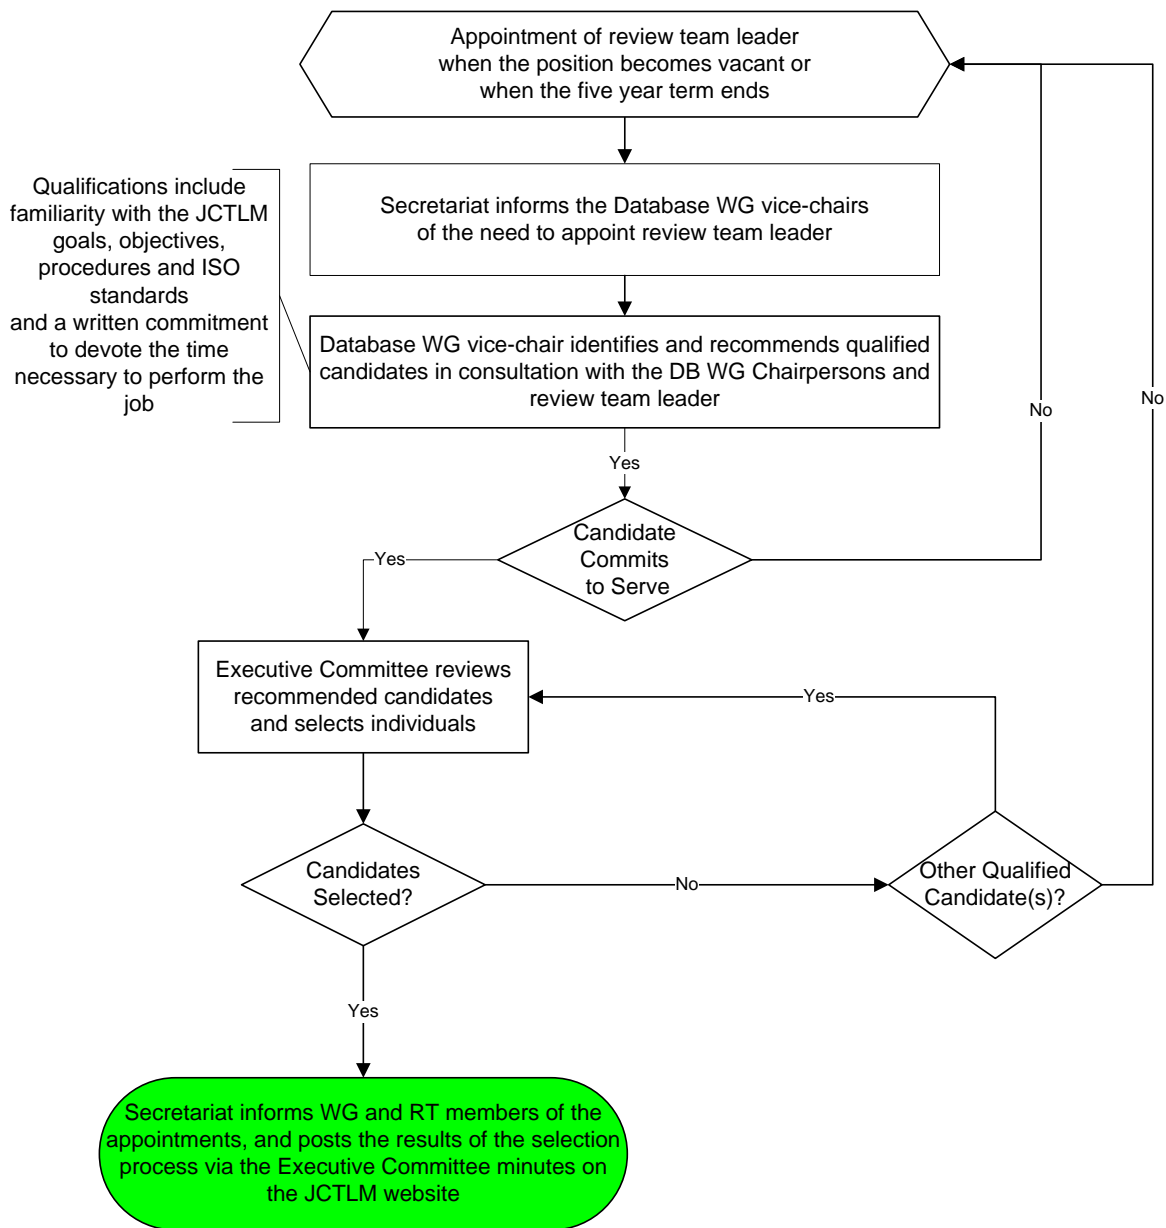 Appointment of review team leader
when the position becomes vacant or
when the five year term ends
Secretariat informs the Database WG vice-chairs
of the need to appoint review team leader
Qualifications include
familiarity with the JCTLM
goals, objectives,
procedures and ISO
standards
and a written commitment
to devote the time
necessary to perform the
job
Database WG vice-chair identifies and recommends qualified
candidates in consultation with the DB WG Chairpersons and
review team leader
No
No
Yes
Candidate
Commits
to Serve
Yes
Executive Committee reviews
recommended candidates
and selects individuals
Yes
Candidates
Selected?
No
Other Qualified
Candidate(s)?
Yes
Secretariat informs WG and RT members of the
appointments, and posts the results of the selection
process via the Executive Committee minutes on
the JCTLM website